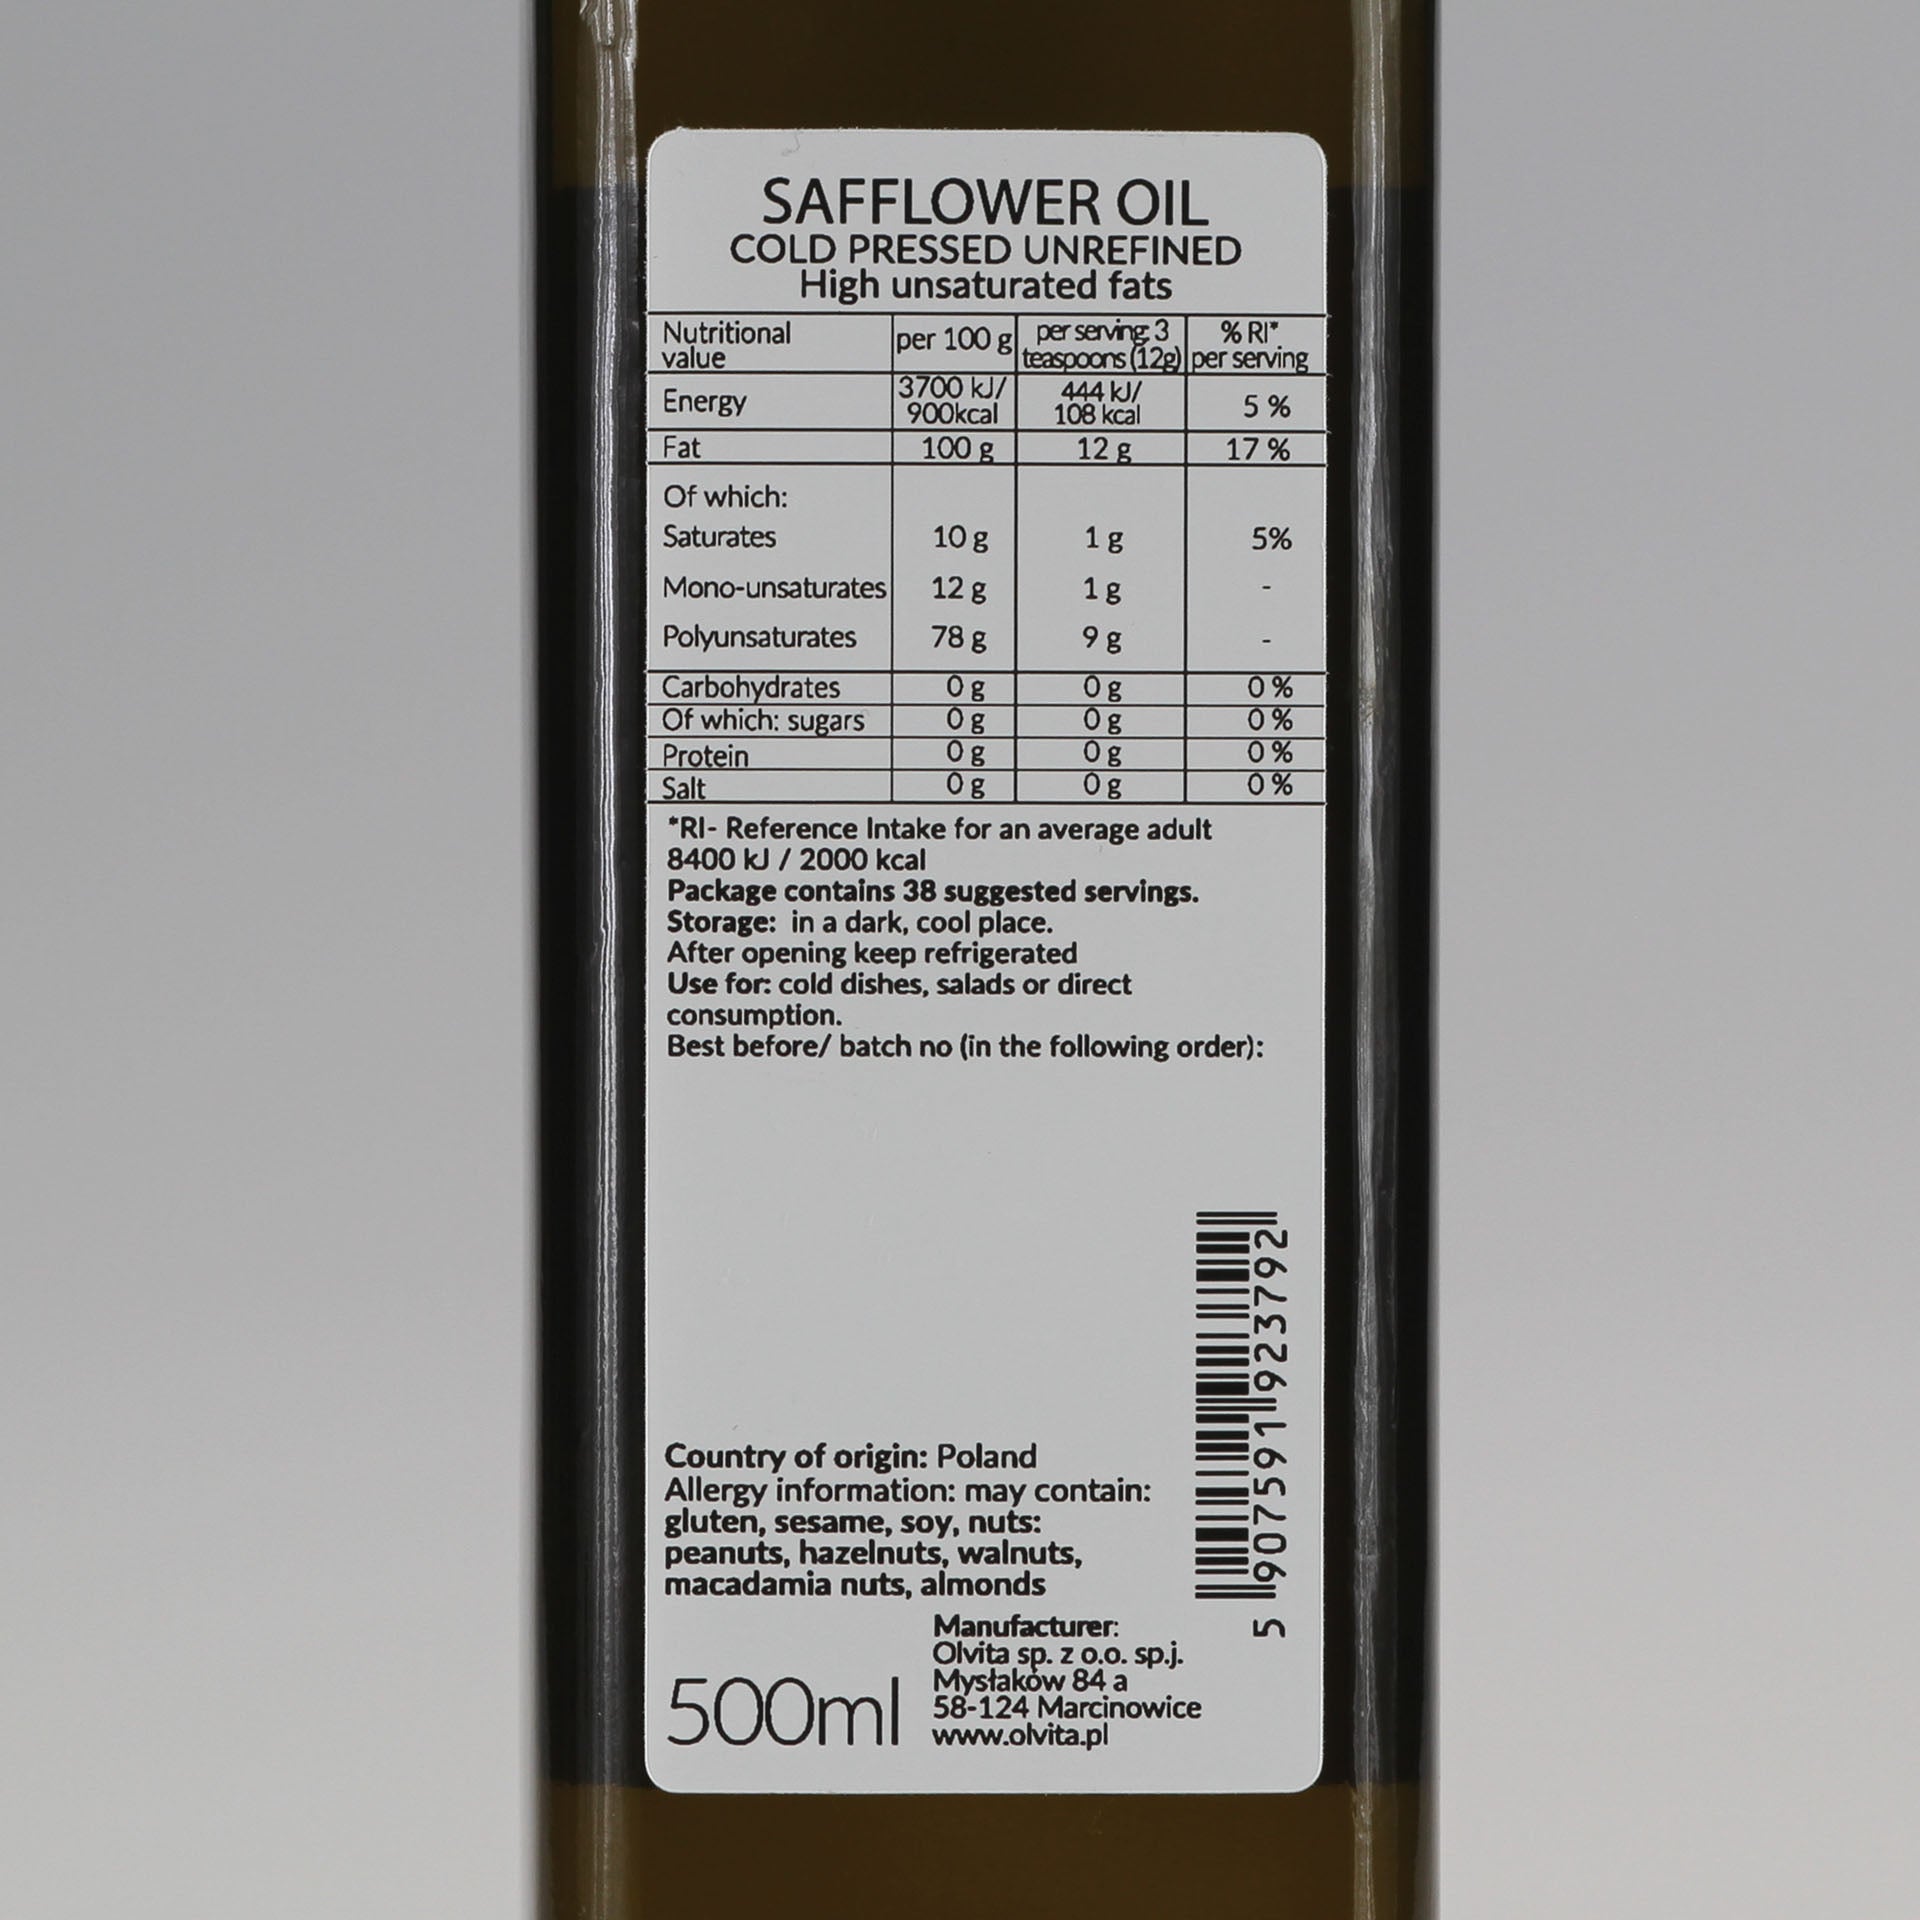 SAFFLOWER OIL
COLD PRESSED UNREFINED
High unsaturated fats
Nutritional value per 100 g per serving 3 teaspoons (12g) % RI* per serving
Energy 3700 kJ/ 900kcal 444 kJ/ 108 kcal 5 %
Fat 100 g 12 g 17 %
Of which:
Saturates 10 g 1 g 5%
Mono-unsaturates 12 g 1 g -
Polyunsaturates 78 g 9 g -
Carbohydrates 0 g 0 g 0 %
Of which: sugars 0 g 0 g 0 %
Protein 0 g 0 g 0 %
Salt 0 g 0 g 0 %
*RI- Reference Intake for an average adult
8400 kJ / 2000 kcal
Package contains 38 suggested servings.
Storage: in a dark, cool place.
After opening keep refrigerated
Use for: cold dishes, salads or direct
consumption.
Best before/ batch no (in the following order):
5 907591 923792
Country of origin: Poland
Allergy information: may contain:
gluten, sesame, soy, nuts:
peanuts, hazelnuts, walnuts,
macadamia nuts, almonds
500ml
Manufacturer:
Olvita sp. z o.o. sp.j.
Mysłaków 84 a
58-124 Marcinowice
www.olvita.pl